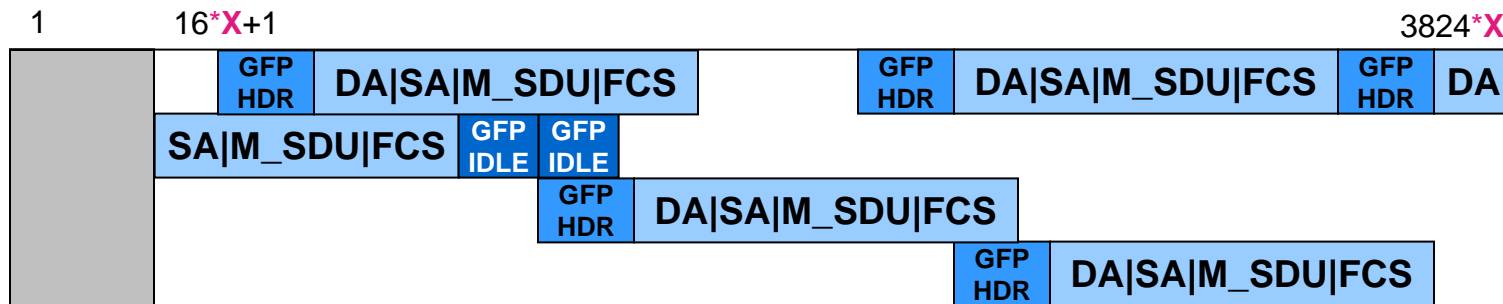 1 16*X+1 3824*X
GFP HDR DA|SA|M_SDU|FCS GFP HDR DA|SA|M_SDU|FCS GFP HDR DA
SA|M_SDU|FCS GFP IDLE GFP IDLE
GFP HDR DA|SA|M_SDU|FCS
GFP HDR DA|SA|M_SDU|FCS